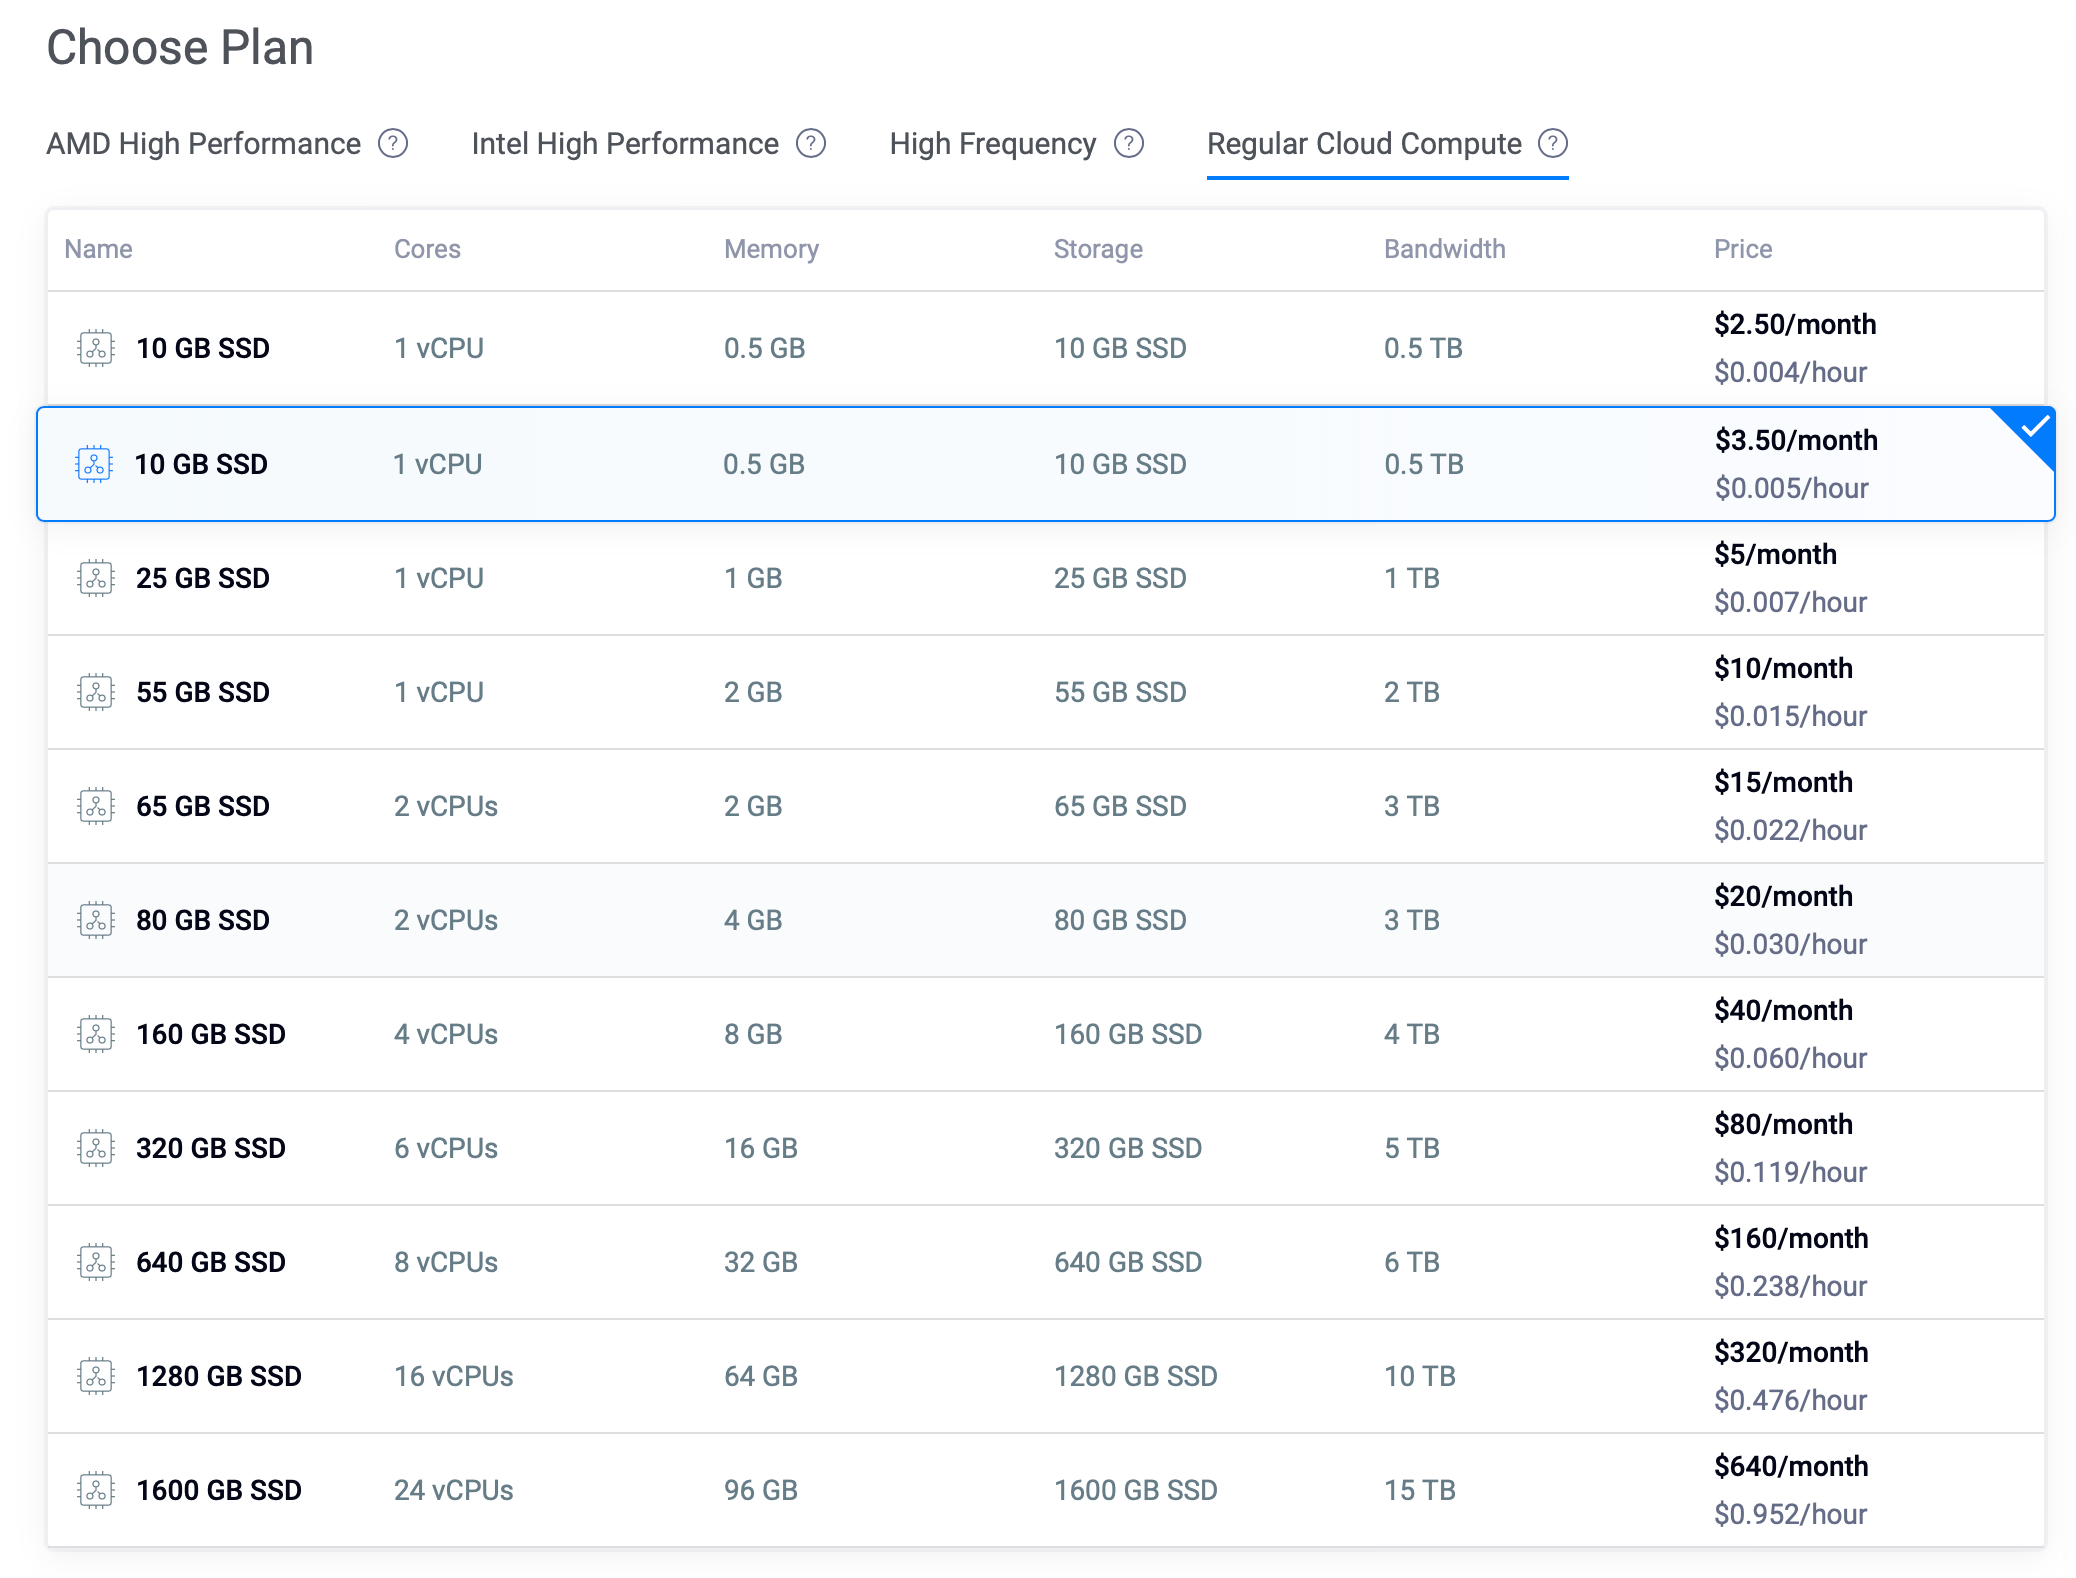 Choose Plan
AMD High Performance ? Intel High Performance ? High Frequency ? Regular Cloud Compute ?
Name Cores Memory Storage Bandwidth Price
10 GB SSD 1 vCPU 0.5 GB 10 GB SSD 0.5 TB $2.50/month
$0.004/hour
10 GB SSD 1 vCPU 0.5 GB 10 GB SSD 0.5 TB $3.50/month
$0.005/hour
25 GB SSD 1 vCPU 1 GB 25 GB SSD 1 TB $5/month
$0.007/hour
55 GB SSD 1 vCPU 2 GB 55 GB SSD 2 TB $10/month
$0.015/hour
65 GB SSD 2 vCPUs 2 GB 65 GB SSD 3 TB $15/month
$0.022/hour
80 GB SSD 2 vCPUs 4 GB 80 GB SSD 3 TB $20/month
$0.030/hour
160 GB SSD 4 vCPUs 8 GB 160 GB SSD 4 TB $40/month
$0.060/hour
320 GB SSD 6 vCPUs 16 GB 320 GB SSD 5 TB $80/month
$0.119/hour
640 GB SSD 8 vCPUs 32 GB 640 GB SSD 6 TB $160/month
$0.238/hour
1280 GB SSD 16 vCPUs 64 GB 1280 GB SSD 10 TB $320/month
$0.476/hour
1600 GB SSD 24 vCPUs 96 GB 1600 GB SSD 15 TB $640/month
$0.952/hour